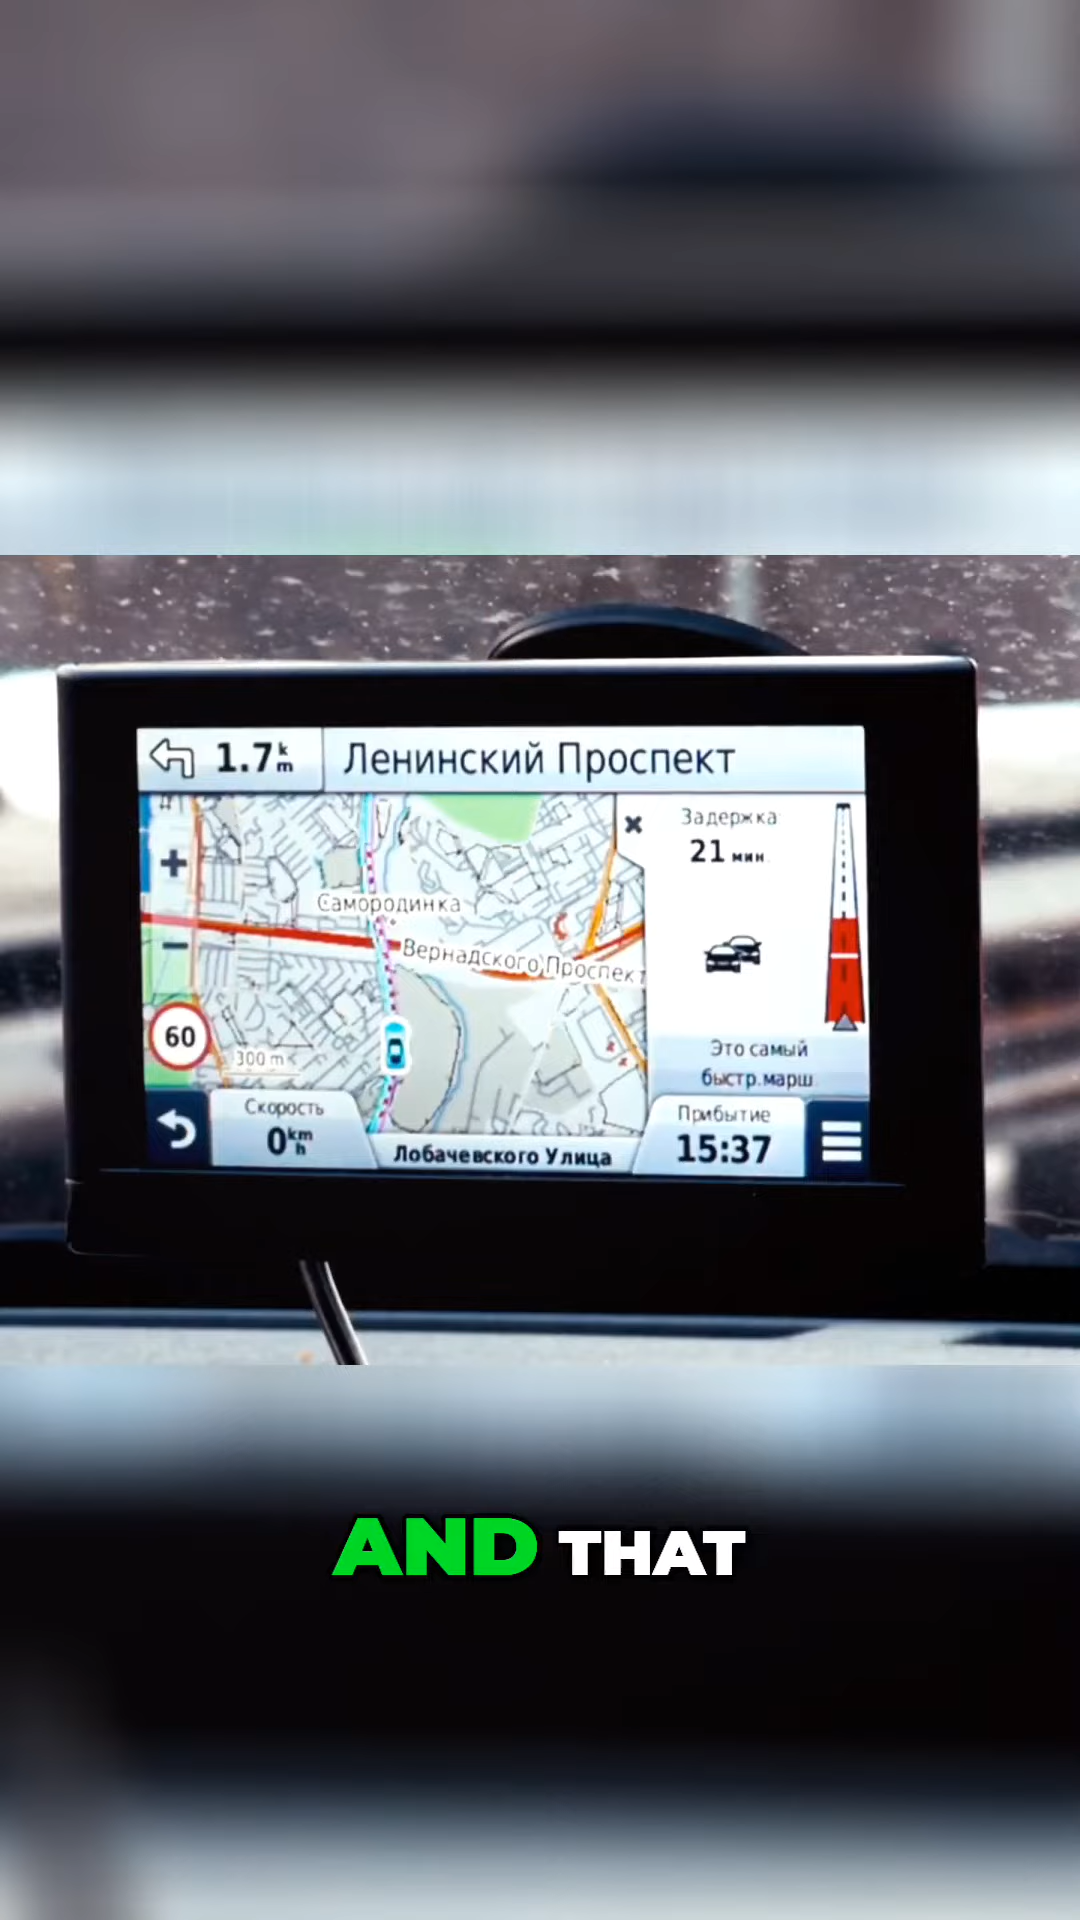 1.7 km
Ленинский Проспект
Задержка
21 мин.
Самородинка
Вернадского Проспект
60
300 m
Это самый
быстр.марш
Скорость
0 km/h
Лобачевского Улица
Прибытие
15:37
AND THAT